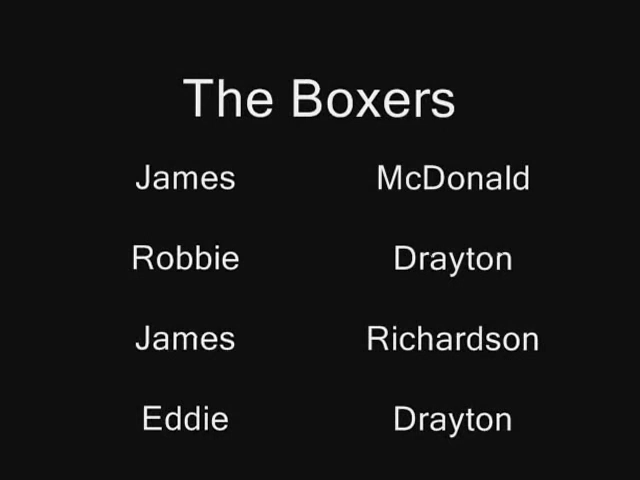 The Boxers
James McDonald
Robbie Drayton
James Richardson
Eddie Drayton